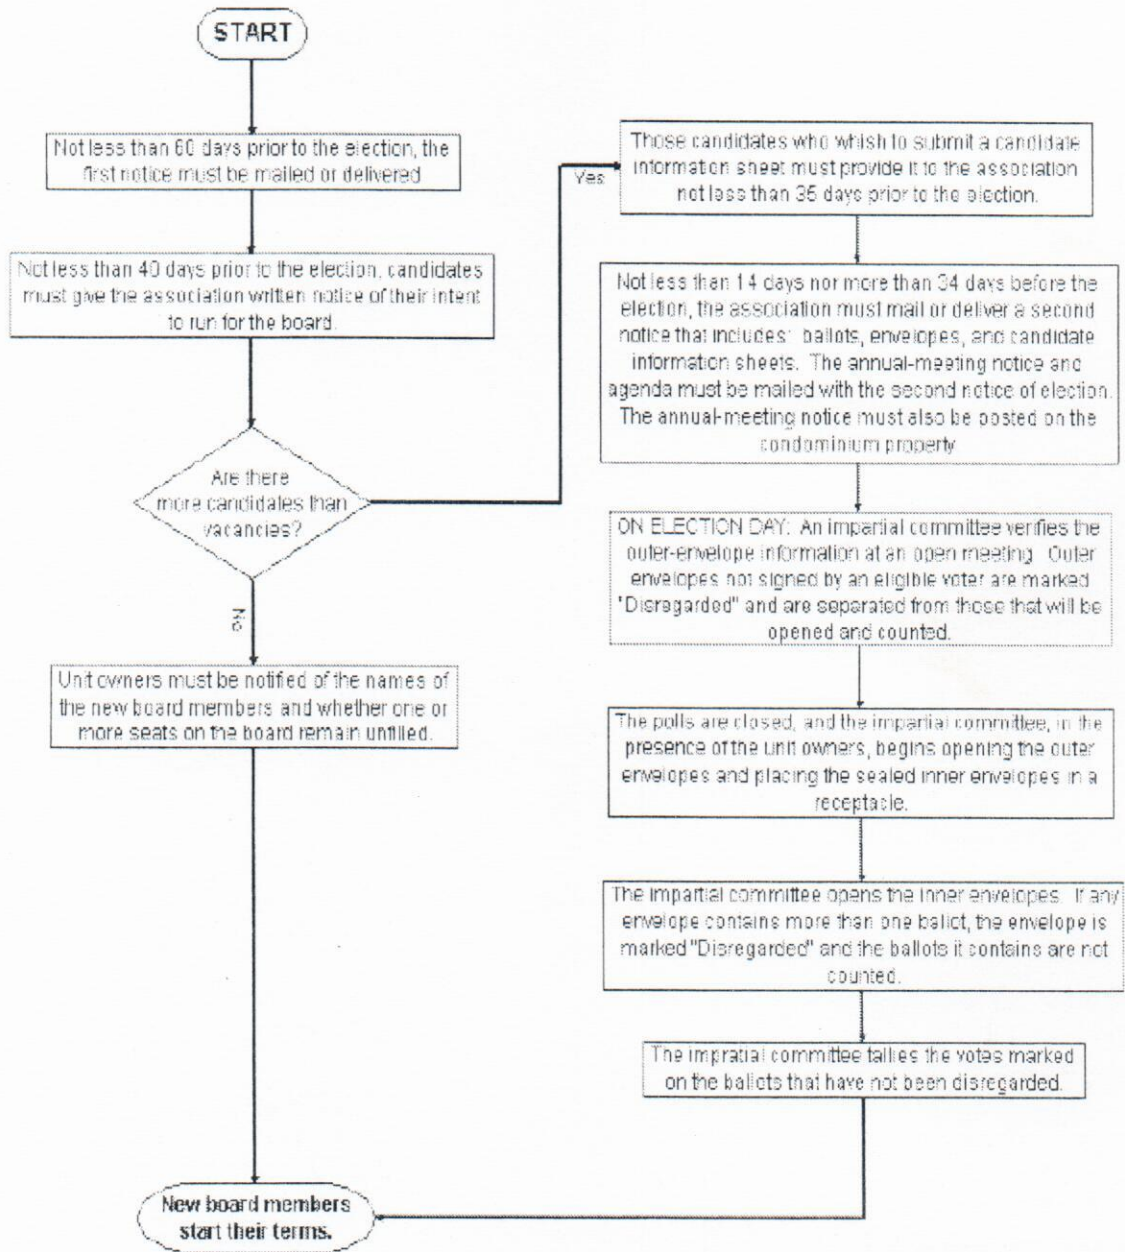 START
Not less than 60 days prior to the election, the
first notice must be mailed or delivered
Not less than 40 days prior to the election, candidates
must give the association written notice of their intent
to run for the board.
Are there
more candidates than
vacancies?
No
Unit owners must be notified of the names of
the new board members and whether one or
more seats on the board remain unfilled.
Yes
Those candidates who whish to submit a candidate
information sheet must provide it to the association
not less than 35 days prior to the election.
Not less than 14 days nor more than 34 days before the
election, the association must mail or deliver a second
notice that includes: ballots, envelopes, and candidate
information sheets. The annual-meeting notice and
agenda must be mailed with the second notice of election.
The annual-meeting notice must also be posted on the
condominium property
ON ELECTION DAY: An impartial committee verifies the
outer-envelope information at an open meeting. Outer
envelopes not signed by an eligible voter are marked
"Disregarded" and are separated from those that will be
opened and counted.
The polls are closed, and the impartial committee, in the
presence of the unit owners, begins opening the outer
envelopes and placing the sealed inner envelopes in a
receptacle.
The impartial committee opens the inner envelopes. If any
envelope contains more than one ballot, the envelope is
marked "Disregarded" and the ballots it contains are not
counted.
The impratial committee tallies the votes marked
on the ballots that have not been disregarded.
New board members
start their terms.